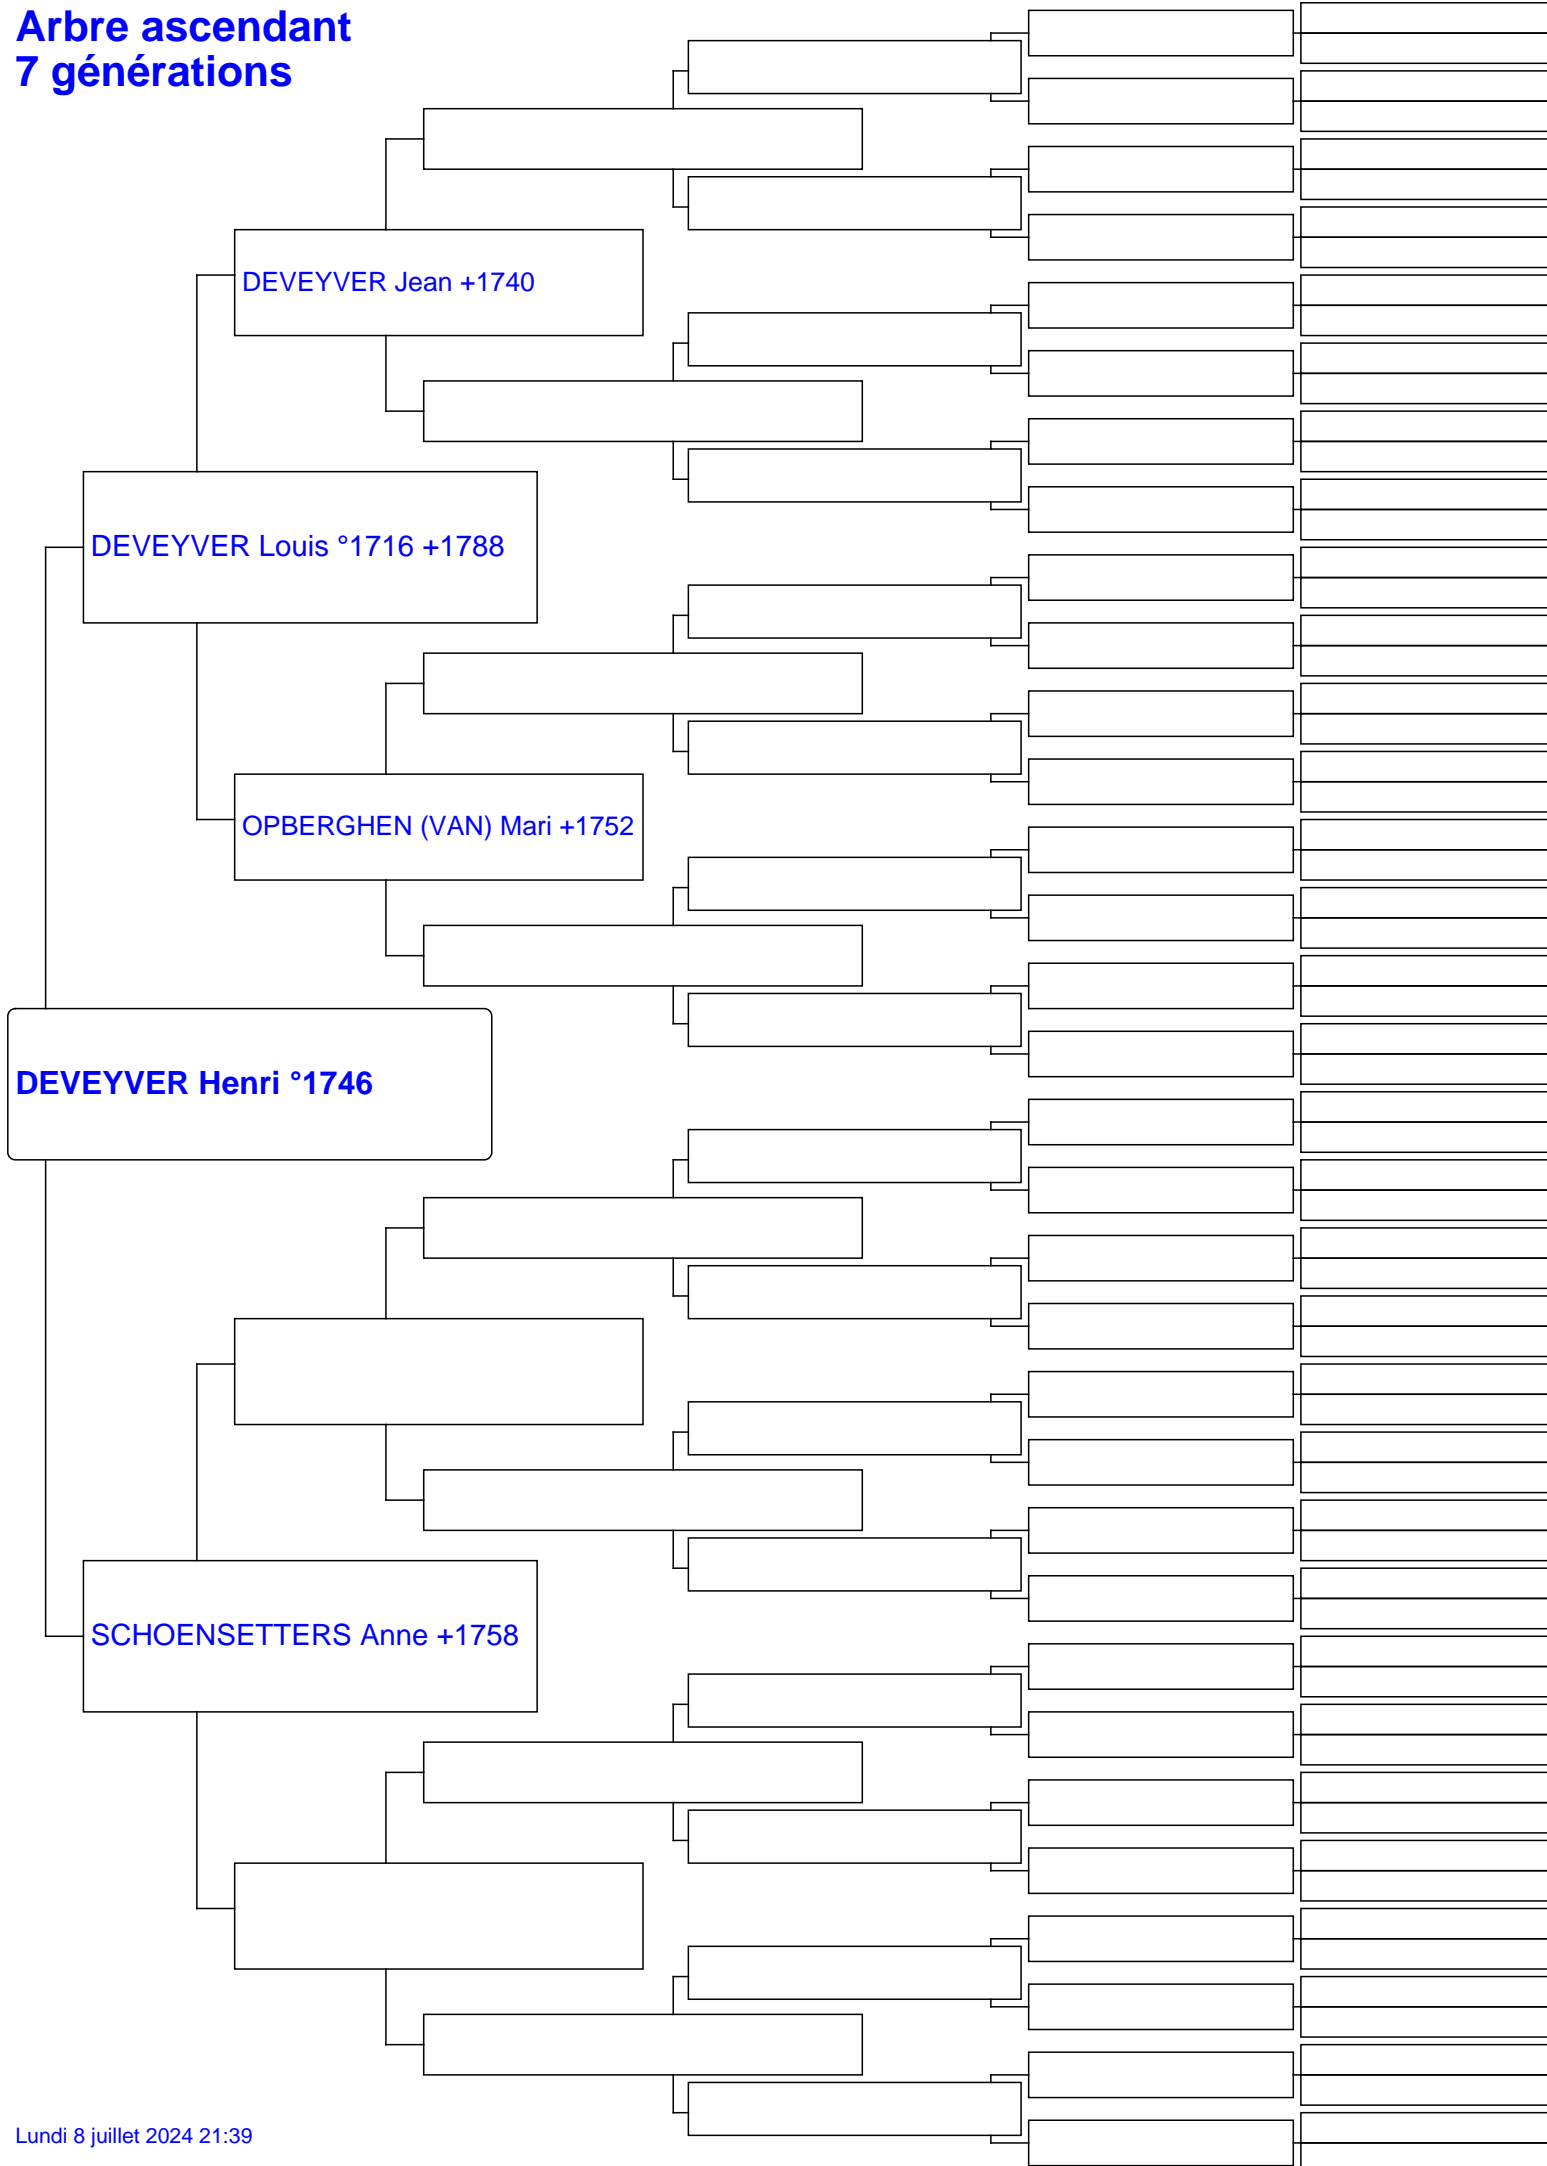 Arbre ascendant
7 générations
DEVEYVER Jean +1740
DEVEYVER Louis °1716 +1788
OPBERGHEN (VAN) Mari +1752
DEVEYVER Henri °1746
SCHOENSETTERS Anne +1758
Lundi 8 juillet 2024 21:39